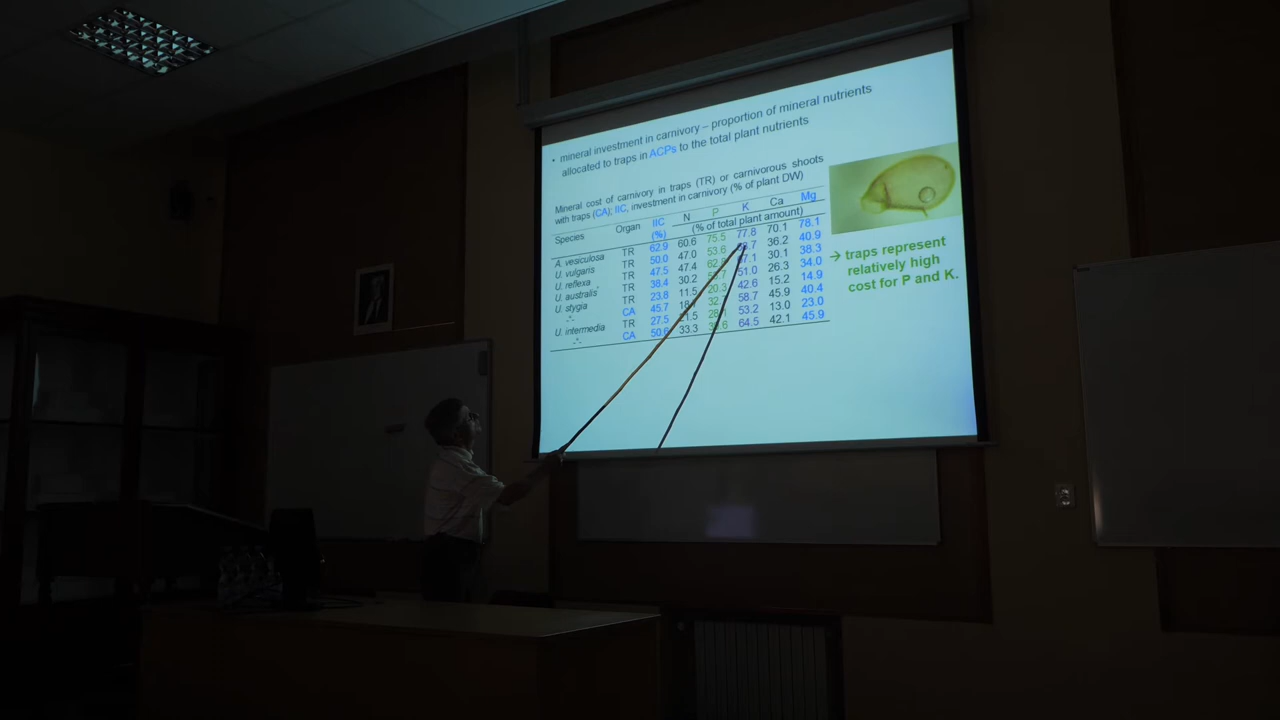 • mineral investment in carnivory – proportion of mineral nutrients
allocated to traps in ACPs to the total plant nutrients
Mineral cost of carnivory in traps (TR) or carnivorous shoots
with traps (CA); IIC, investment in carnivory (% of plant DW)
Species Organ IIC N P K Ca Mg
(%) (% of total plant amount)
A. vesiculosa TR 62.9 60.6 75.5 77.8 70.1 78.1
U. vulgaris TR 50.0 47.0 53.6 36.2 40.9
U. reflexa TR 47.5 47.4 30.1 38.3
U. australis TR 38.4 30.2 51.0 26.3 34.0
U. stygia TR 23.8 11.5 20.3 42.6 15.2 14.9
-:- CA 45.7 58.7 45.9 40.4
U. intermedia TR 27.5 21.5 53.2 13.0 23.0
-:- CA 50.6 33.3 64.5 42.1 45.9
→ traps represent
relatively high
cost for P and K.